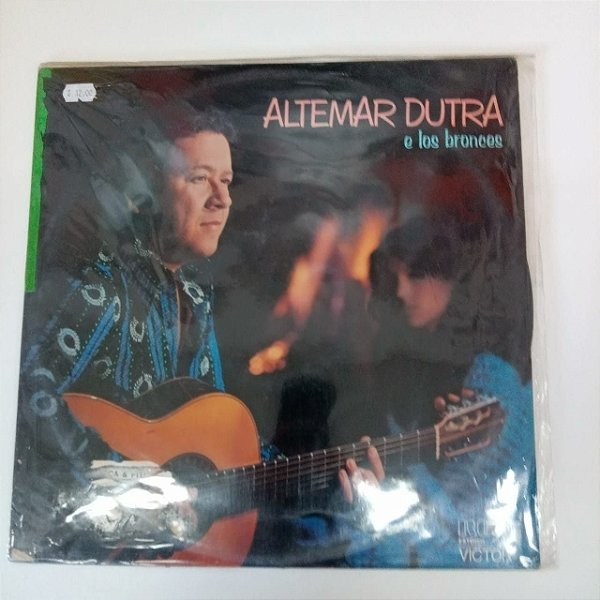 ALTEMAR DUTRA
e los bronces
VICTOR